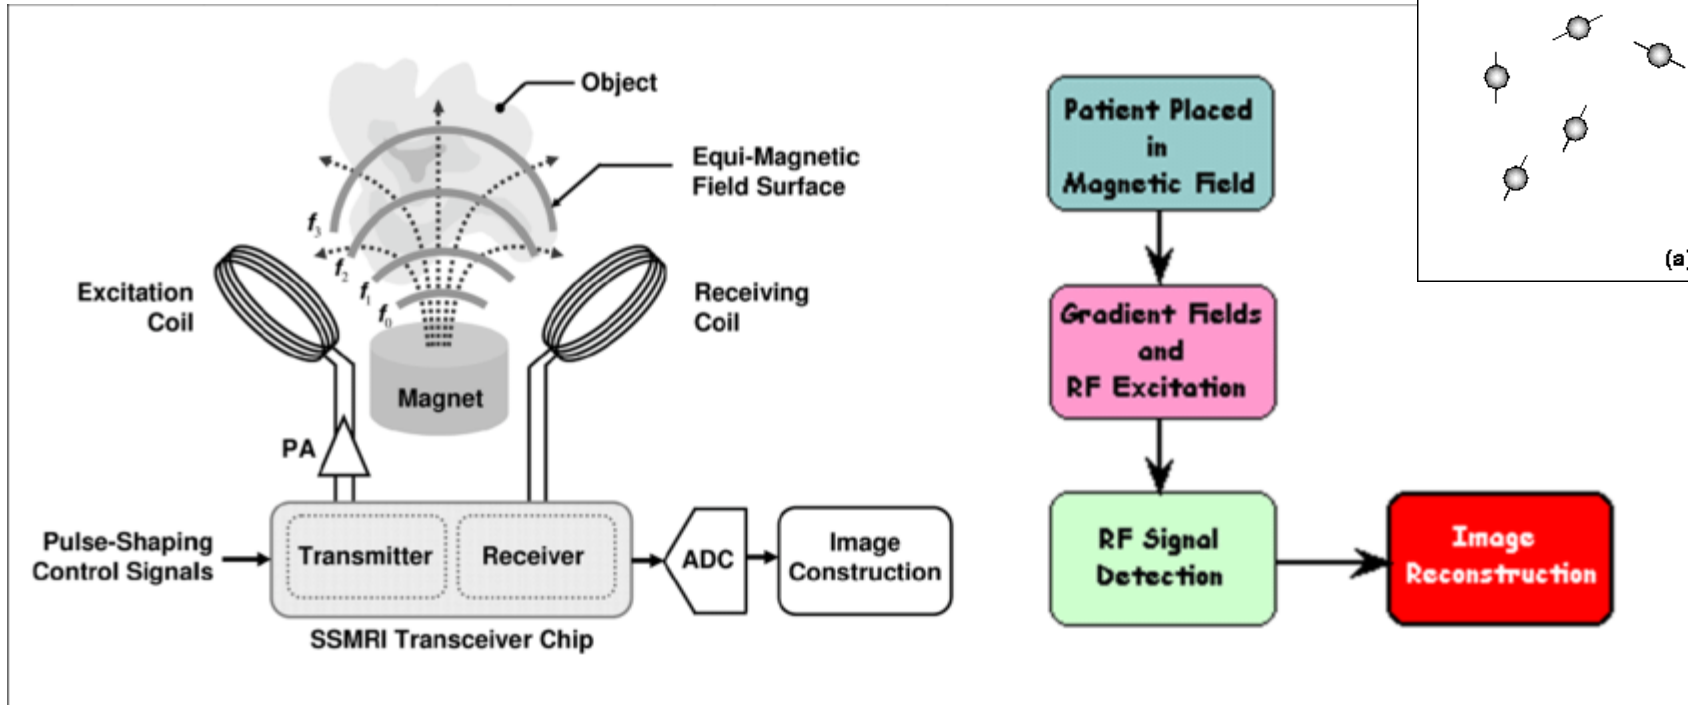 Object
Equi-Magnetic
Field Surface
f3
f2
f1
f0
Excitation
Coil
Receiving
Coil
Magnet
PA
Pulse-Shaping
Control Signals
Transmitter
Receiver
ADC
Image
Construction
SSMRI Transceiver Chip
Patient Placed
in
Magnetic Field
Gradient Fields
and
RF Excitation
RF Signal
Detection
Image
Reconstruction
(a)